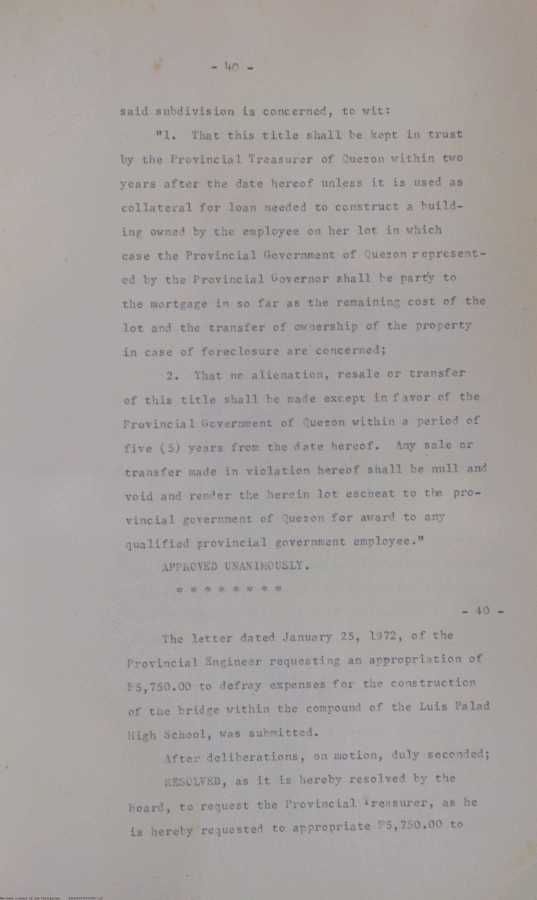 - 40 -
said subdivision is concerned, to wit:
"1. That this title shall be kept in trust
by the Provincial Treasurer of Quezon within two
years after the date hereof unless it is used as
collateral for loan needed to construct a build-
ing owned by the employee on her lot in which
case the Provincial Government of Quezon represent-
ed by the Provincial Governor shall be party to
the mortgage in so far as the remaining cost of the
lot and the transfer of ownership of the property
in case of foreclosure are concerned;
2. That no alienation, resale or transfer
of this title shall be made except in favor of the
Provincial Government of Quezon within a period of
five (5) years from the date hereof. Any sale or
transfer made in violation hereof shall be null and
void and render the herein lot escheat to the pro-
vincial government of Quezon for award to any
qualified provincial government employee."
APPROVED UNANIMOUSLY.
* * * * * * * *
- 40 -
The letter dated January 25, 1972, of the
Provincial Engineer requesting an appropriation of
₱5,750.00 to defray expenses for the construction
of the bridge within the compound of the Luis Palad
High School, was submitted.
After deliberations, on motion, duly seconded;
RESOLVED, as it is hereby resolved by the
Board, to request the Provincial Treasurer, as he
is hereby requested to appropriate ₱5,750.00 to